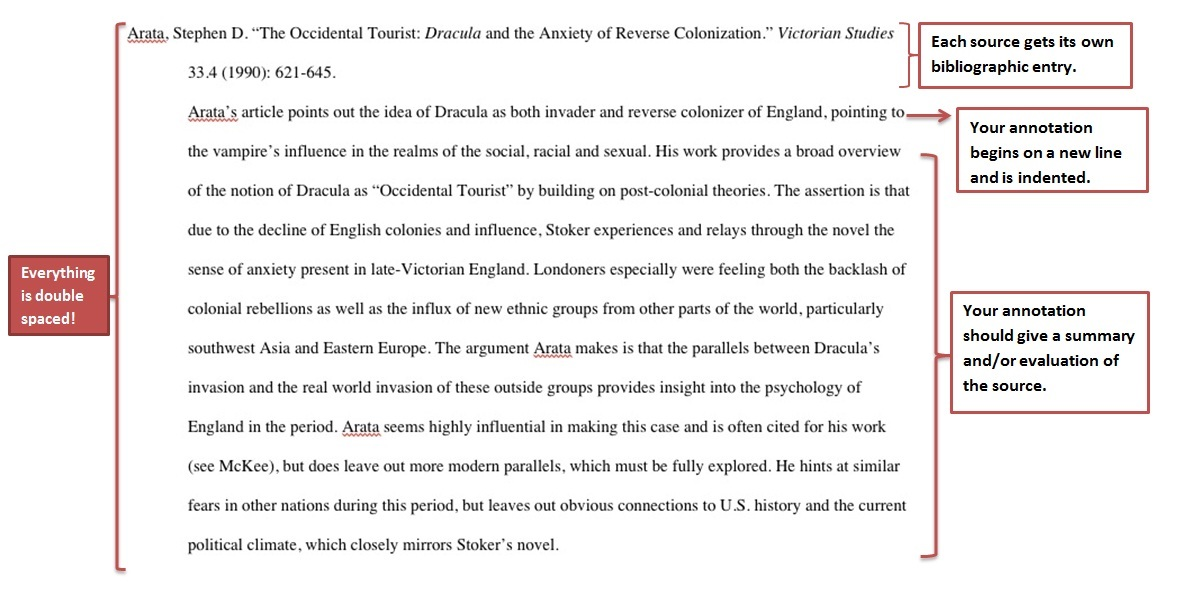 Arata, Stephen D. “The Occidental Tourist: Dracula and the Anxiety of Reverse Colonization.” Victorian Studies
33.4 (1990): 621-645.
Arata’s article points out the idea of Dracula as both invader and reverse colonizer of England, pointing to
the vampire’s influence in the realms of the social, racial and sexual. His work provides a broad overview
of the notion of Dracula as “Occidental Tourist” by building on post-colonial theories. The assertion is that
due to the decline of English colonies and influence, Stoker experiences and relays through the novel the
sense of anxiety present in late-Victorian England. Londoners especially were feeling both the backlash of
colonial rebellions as well as the influx of new ethnic groups from other parts of the world, particularly
southwest Asia and Eastern Europe. The argument Arata makes is that the parallels between Dracula’s
invasion and the real world invasion of these outside groups provides insight into the psychology of
England in the period. Arata seems highly influential in making this case and is often cited for his work
(see McKee), but does leave out more modern parallels, which must be fully explored. He hints at similar
fears in other nations during this period, but leaves out obvious connections to U.S. history and the current
political climate, which closely mirrors Stoker’s novel.
Everything
is double
spaced!
Each source gets its own
bibliographic entry.
Your annotation
begins on a new line
and is indented.
Your annotation
should give a summary
and/or evaluation of
the source.